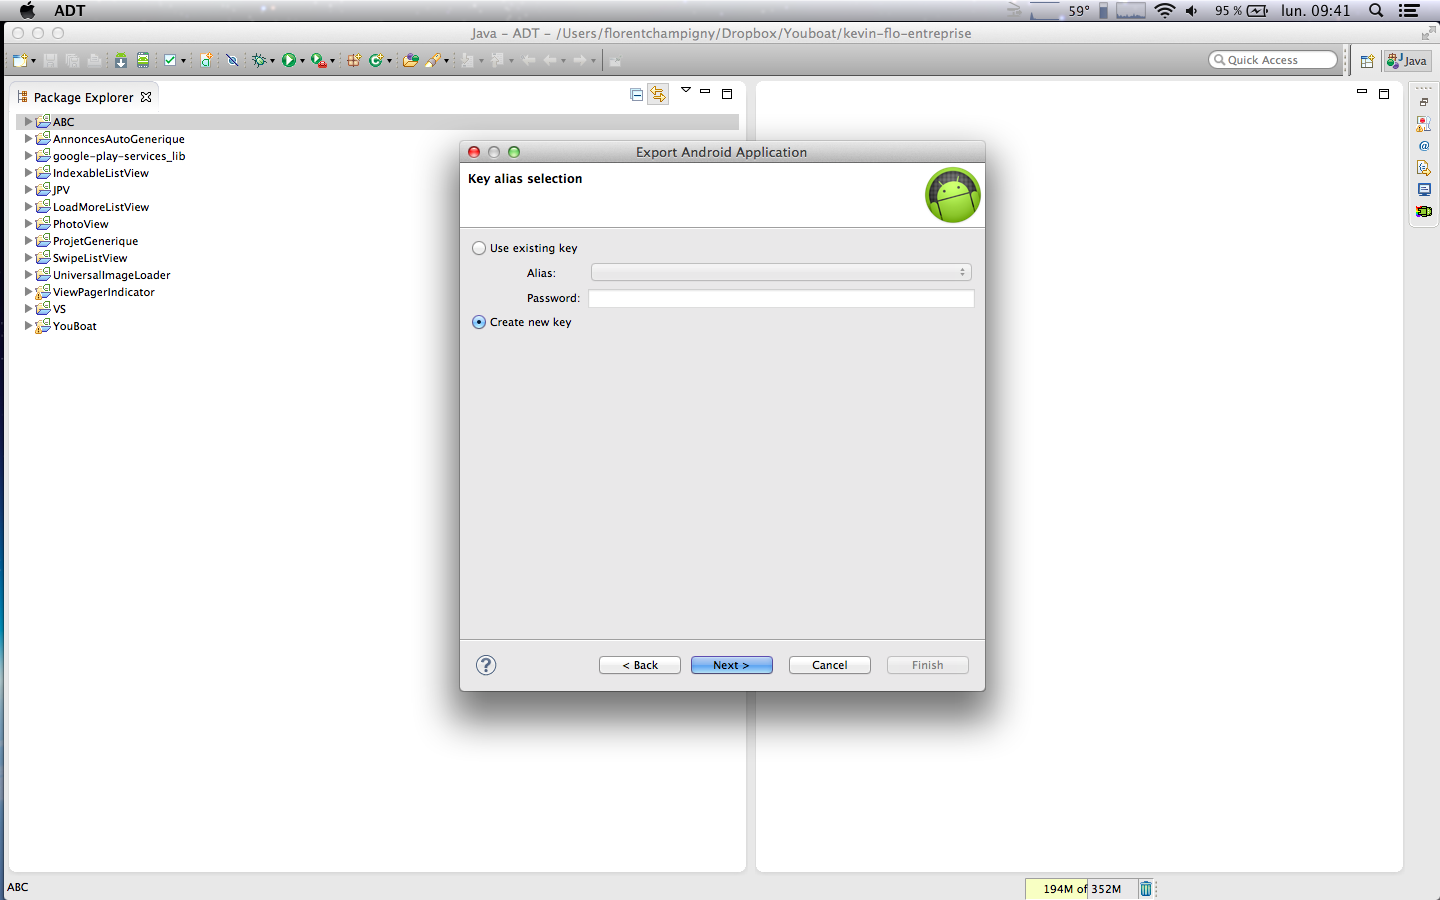 ADT
59°
95 %
lun. 09:41
Java - ADT - /Users/florentchampigny/Dropbox/Youboat/kevin-flo-entreprise
Quick Access
Java
Package Explorer
ABC
AnnoncesAutoGenerique
google-play-services_lib
IndexableListView
JPV
LoadMoreListView
PhotoView
ProjetGenerique
SwipeListView
UniversalImageLoader
ViewPagerIndicator
VS
YouBoat
Export Android Application
Key alias selection
Use existing key
Alias:
Password:
Create new key
?
< Back
Next >
Cancel
Finish
ABC
194M of 352M